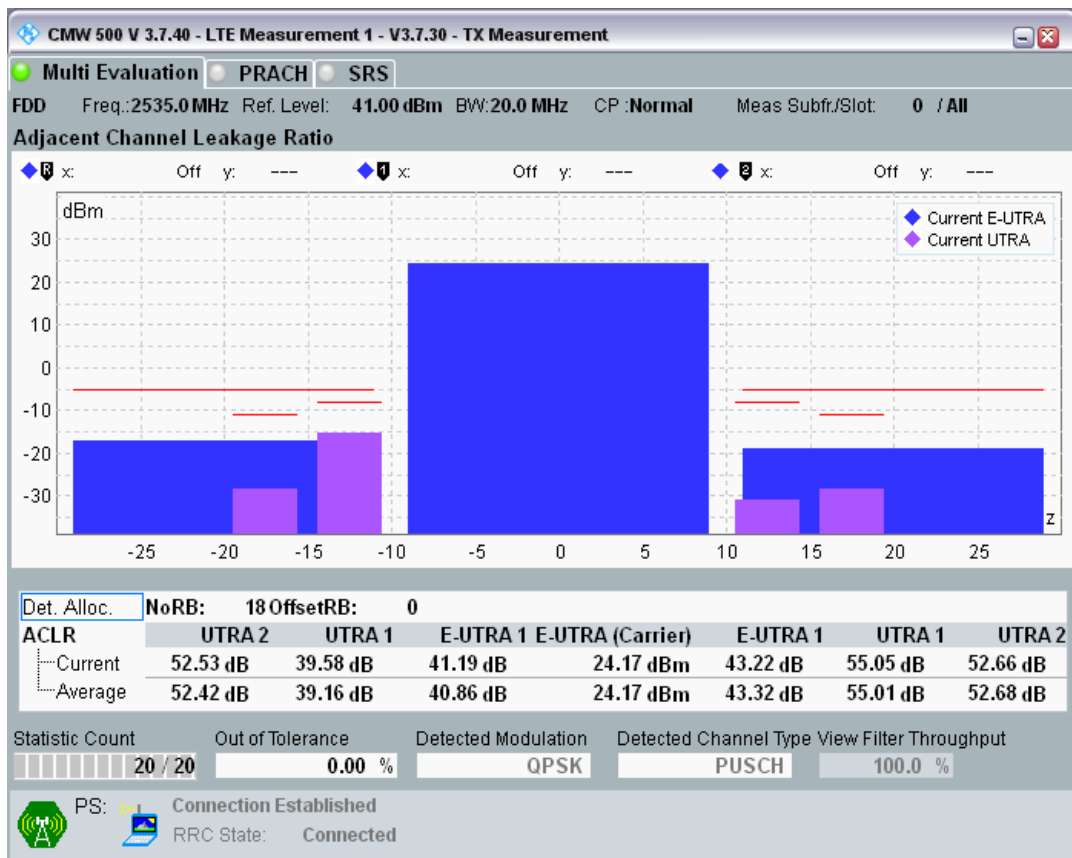 CMW 500 V 3.7.40 - LTE Measurement 1 - V3.7.30 - TX Measurement
Multi Evaluation PRACH SRS
FDD Freq.:2535.0 MHz Ref. Level: 41.00 dBm BW:20.0 MHz CP :Normal Meas Subfr./Slot: 0 / All
Adjacent Channel Leakage Ratio
R x: Off y: --- 1 x: Off y: --- 2 x: Off y: ---
dBm
Current E-UTRA
Current UTRA
30
20
10
0
-10
-20
-30
z
-25 -20 -15 -10 -5 0 5 10 15 20 25
Det. Alloc. NoRB: 18 OffsetRB: 0
ACLR UTRA 2 UTRA 1 E-UTRA 1 E-UTRA (Carrier) E-UTRA 1 UTRA 1 UTRA 2
Current 52.53 dB 39.58 dB 41.19 dB 24.17 dBm 43.22 dB 55.05 dB 52.66 dB
Average 52.42 dB 39.16 dB 40.86 dB 24.17 dBm 43.32 dB 55.01 dB 52.68 dB
Statistic Count Out of Tolerance Detected Modulation Detected Channel Type View Filter Throughput
20 / 20 0.00 % QPSK PUSCH 100.0 %
PS: Connection Established
RRC State: Connected